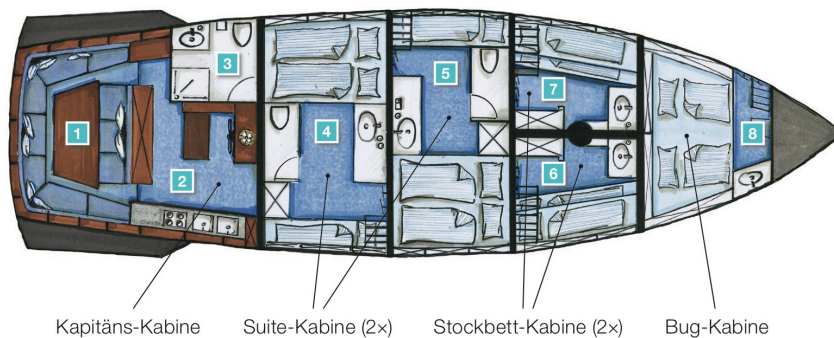 3
5
7
1
4
8
2
6
Kapitäns-Kabine
Suite-Kabine (2×)
Stockbett-Kabine (2×)
Bug-Kabine